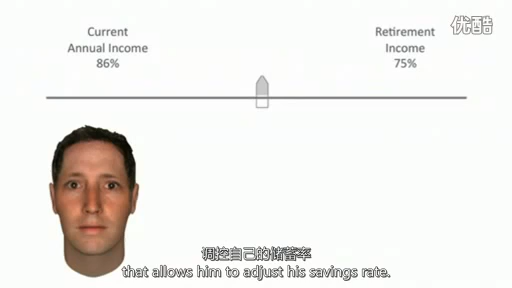 优酷
Current
Annual Income
86%
Retirement
Income
75%
调控自己的储蓄率
that allows him to adjust his savings rate.